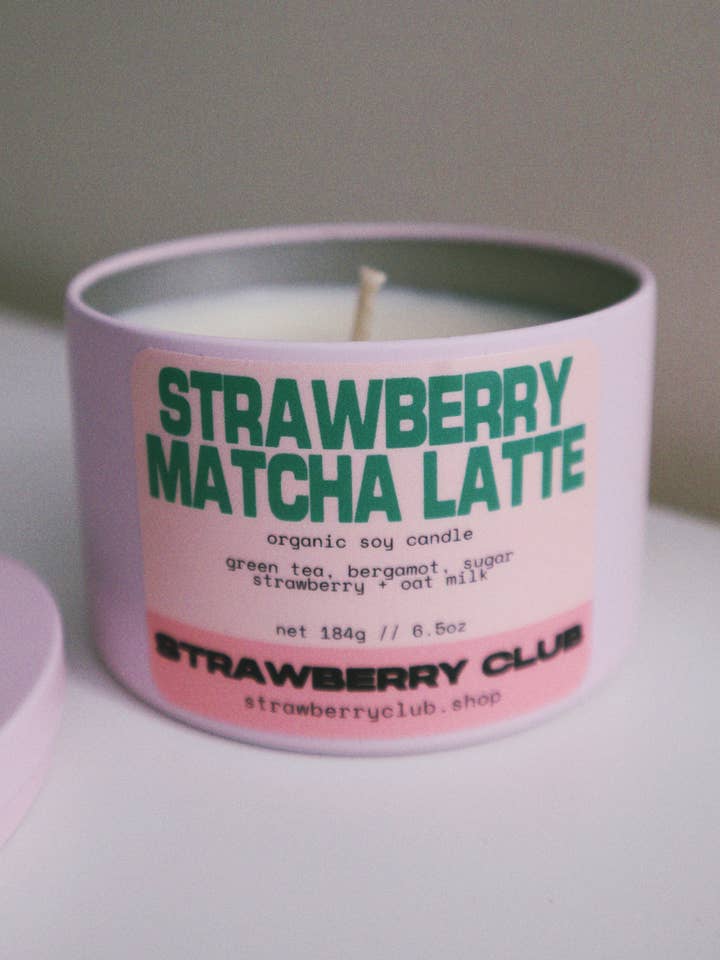 STRAWBERRY
MATCHA LATTE
organic soy candle
green tea, bergamot, sugar
strawberry + oat milk
net 184g // 6.5oz
STRAWBERRY CLUB
strawberryclub.shop